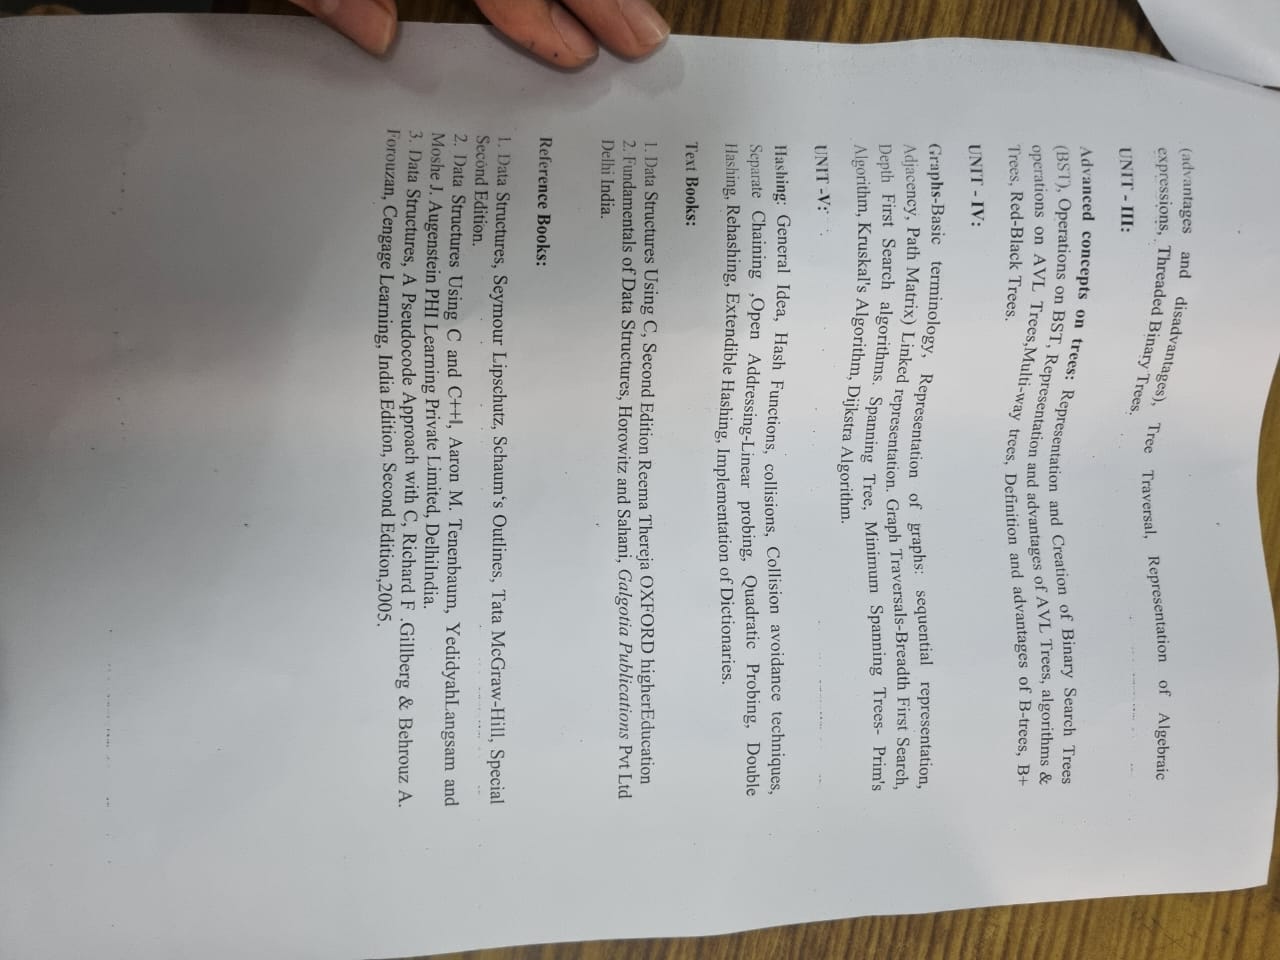 (advantages and disadvantages), Tree Traversal, Representation of Algebraic
expressions, Threaded Binary Trees.
UNIT - III:
Advanced concepts on trees: Representation and Creation of Binary Search Trees
(BST), Operations on BST, Representation and advantages of AVL Trees, algorithms &
operations on AVL Trees,Multi-way trees, Definition and advantages of B-trees, B+
Trees, Red-Black Trees.
UNIT - IV:
Graphs-Basic terminology, Representation of graphs: sequential representation,
Adjacency, Path Matrix) Linked representation. Graph Traversals-Breadth First Search,
Depth First Search algorithms. Spanning Tree, Minimum Spanning Trees- Prim's
Algorithm, Kruskal's Algorithm, Dijkstra Algorithm.
UNIT -V:
Hashing: General Idea, Hash Functions, collisions, Collision avoidance techniques,
Separate Chaining ,Open Addressing-Linear probing, Quadratic Probing, Double
Hashing, Rehashing, Extendible Hashing, Implementation of Dictionaries.
Text Books:
1. Data Structures Using C, Second Edition Reema Thereja OXFORD higherEducation
2. Fundamentals of Data Structures, Horowitz and Sahani, Galgotia Publications Pvt Ltd
Delhi India.
Reference Books:
1. Data Structures, Seymour Lipschutz, Schaum‘s Outlines, Tata McGraw-Hill, Special
Second Edition.
2. Data Structures Using C and C++l, Aaron M. Tenenbaum, YedidyahLangsam and
Moshe J. Augenstein PHI Learning Private Limited, DelhiIndia.
3. Data Structures, A Pseudocode Approach with C, Richard F .Gillberg & Behrouz A.
Forouzan, Cengage Learning, India Edition, Second Edition,2005.